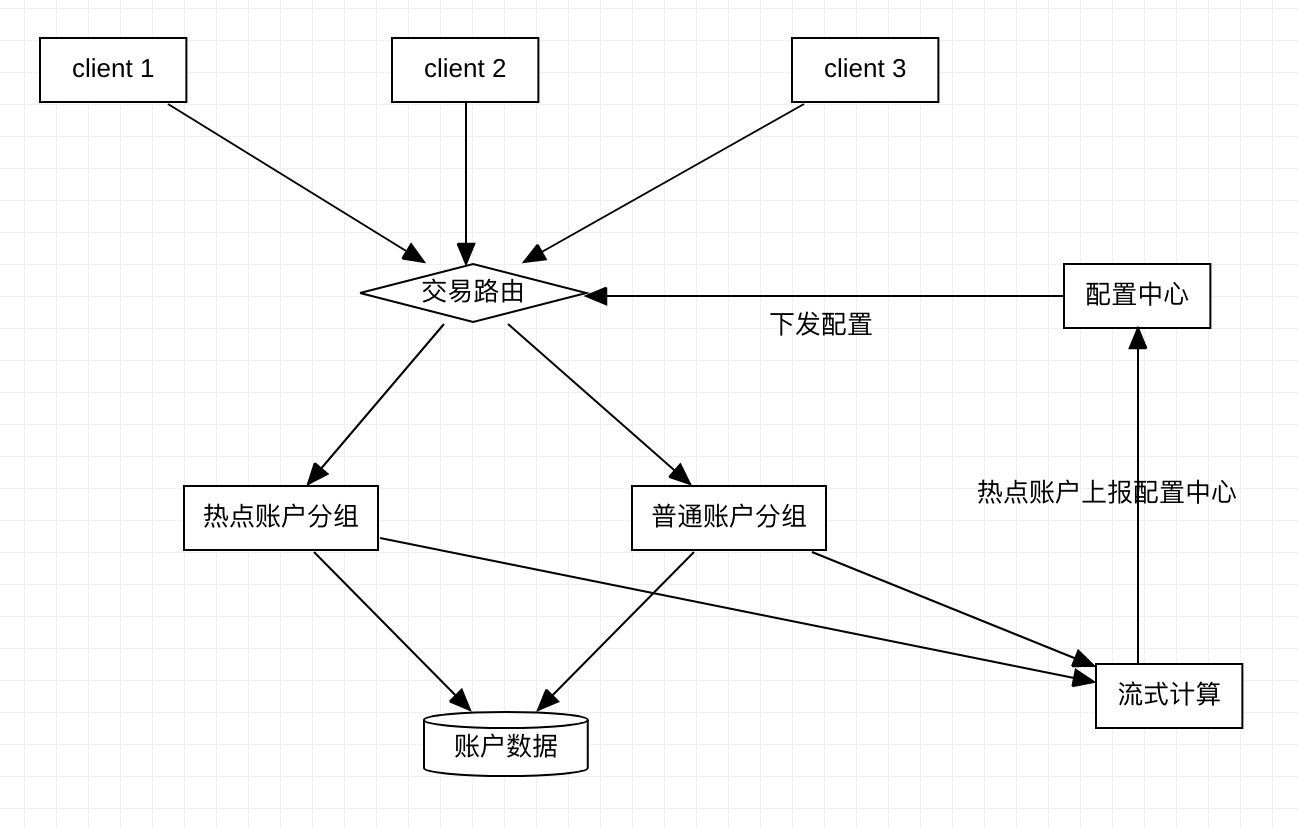 client 1
client 2
client 3
交易路由
配置中心
下发配置
热点账户上报配置中心
热点账户分组
普通账户分组
流式计算
账户数据